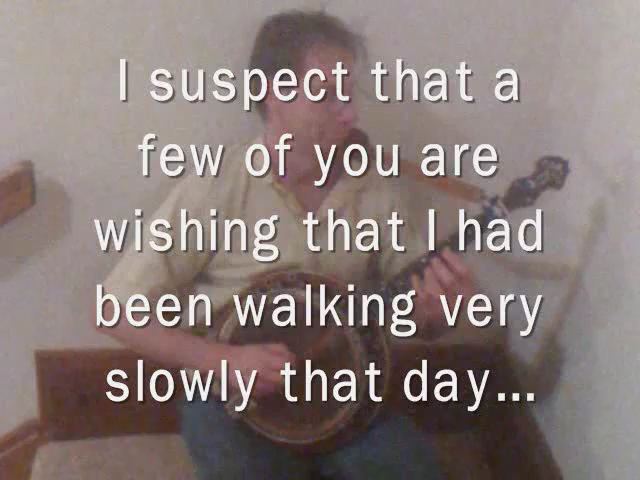 I suspect that a
few of you are
wishing that I had
been walking very
slowly that day...